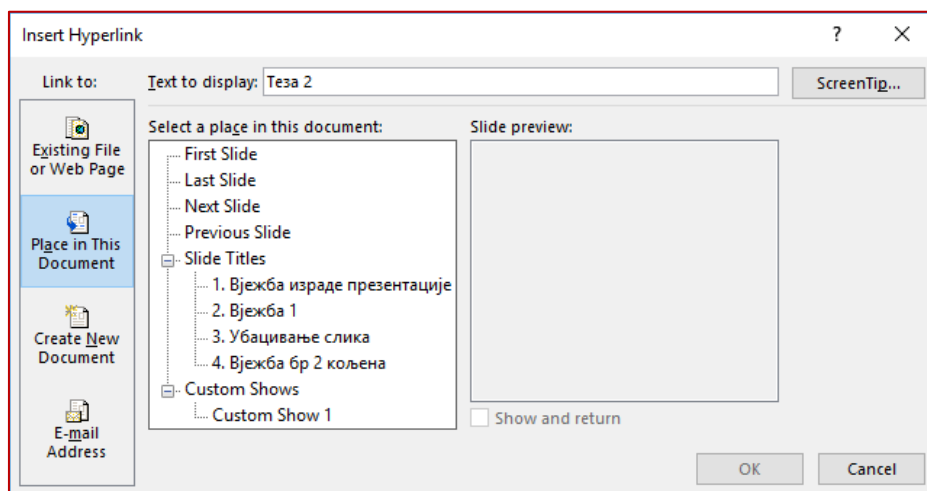 Insert Hyperlink ? ×
Link to: Text to display: Теза 2 ScreenTip...
Select a place in this document: Slide preview:
Existing File
or Web Page
Place in This
Document
Create New
Document
E-mail
Address
First Slide
Last Slide
Next Slide
Previous Slide
Slide Titles
1. Вјежба израде презентације
2. Вјежба 1
3. Убацивање слика
4. Вјежба бр 2 кољена
Custom Shows
Custom Show 1
Show and return
OK Cancel